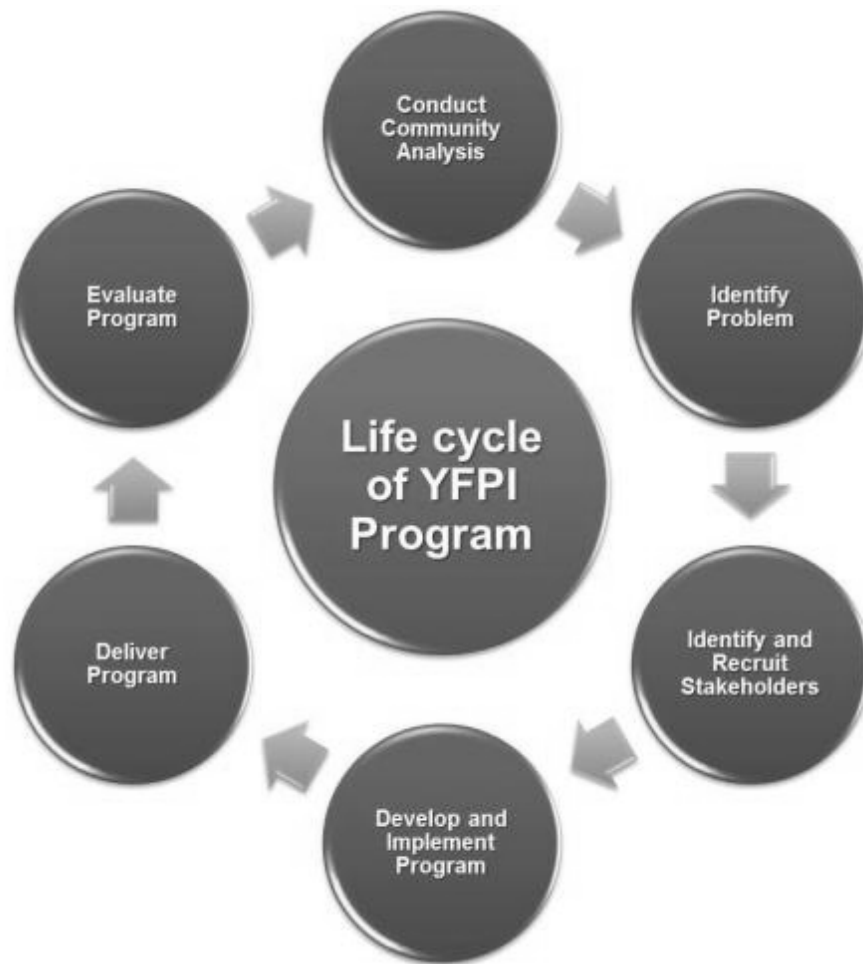 Conduct
Community
Analysis
Identify
Problem
Identify and
Recruit
Stakeholders
Develop and
Implement
Program
Deliver
Program
Evaluate
Program
Life cycle
of YFPI
Program